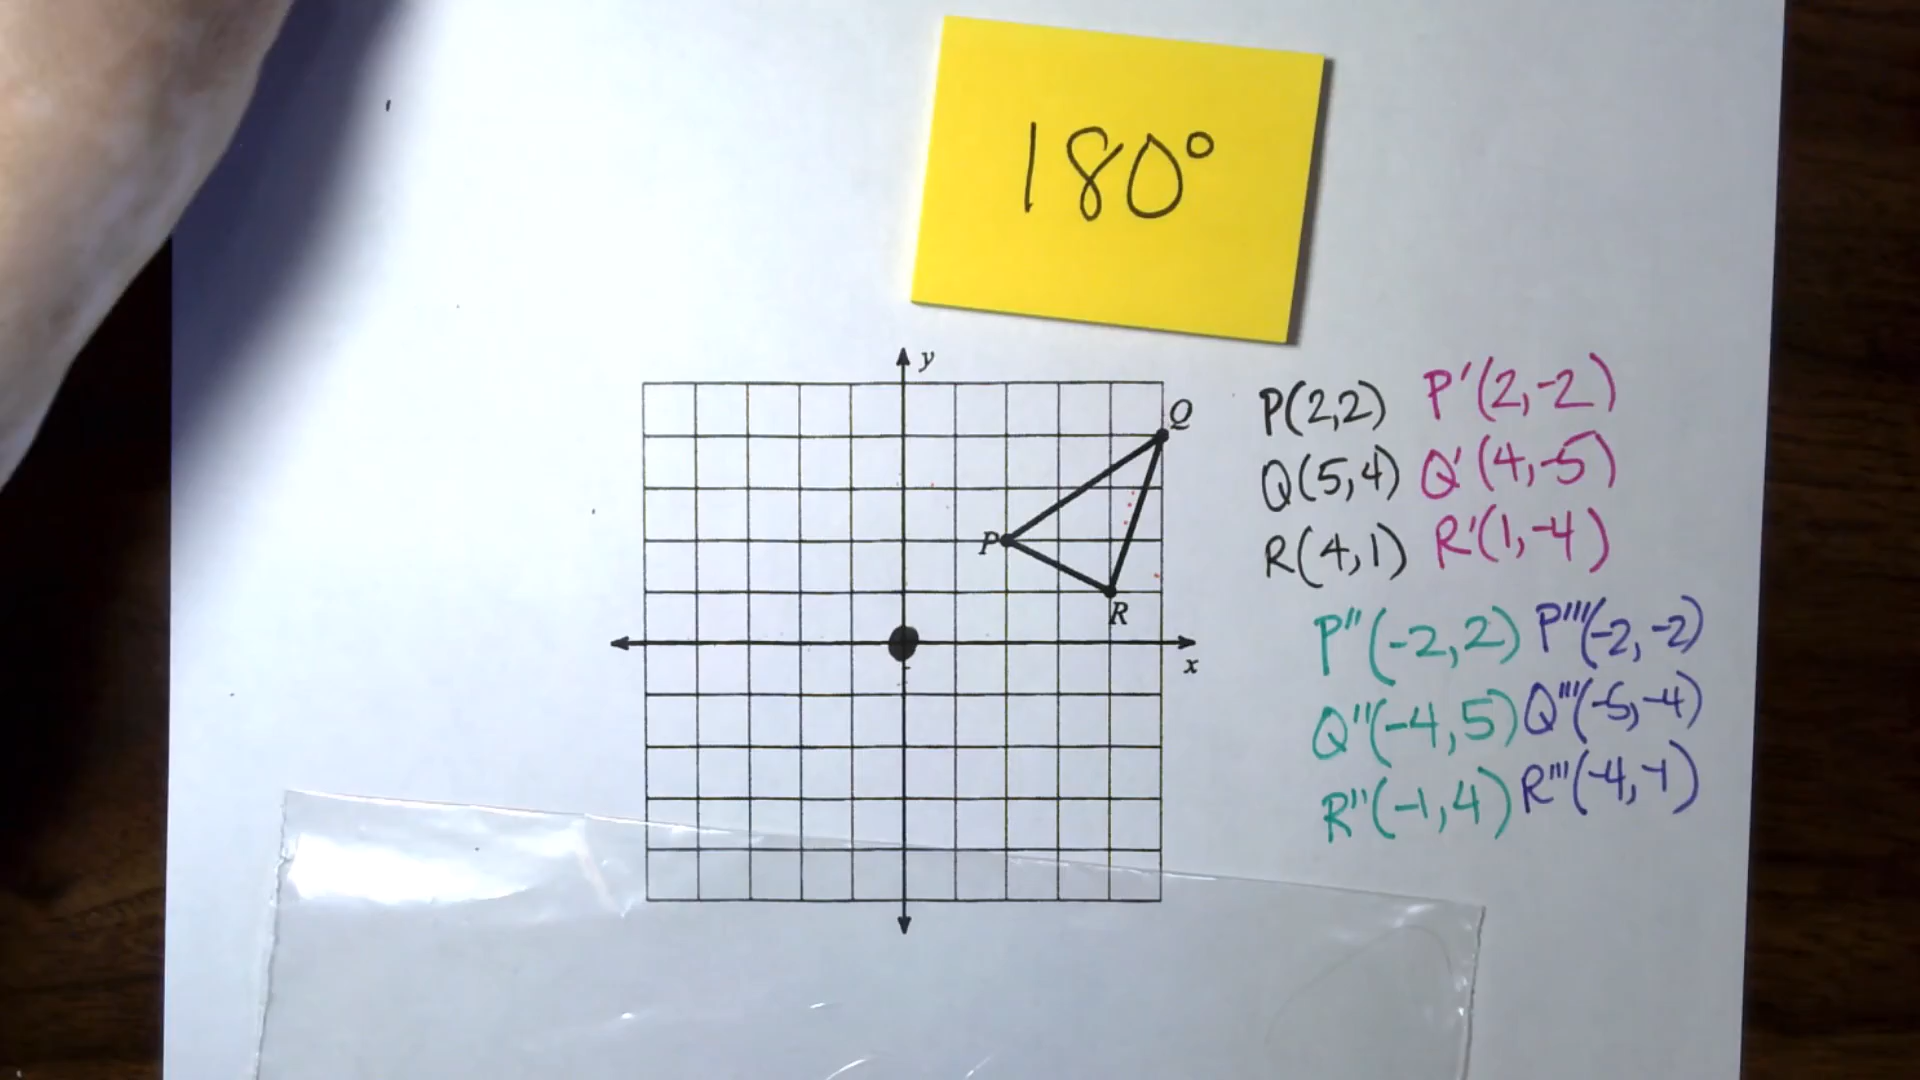 180°
y
Q
P
R
x
P(2,2) P'(2,-2)
Q(5,4) Q'(4,-5)
R(4,1) R'(1,-4)
P''(-2,2) P'''(-2,-2)
Q''(-4,5) Q'''(-5,-4)
R''(-1,4) R'''(-4,-1)